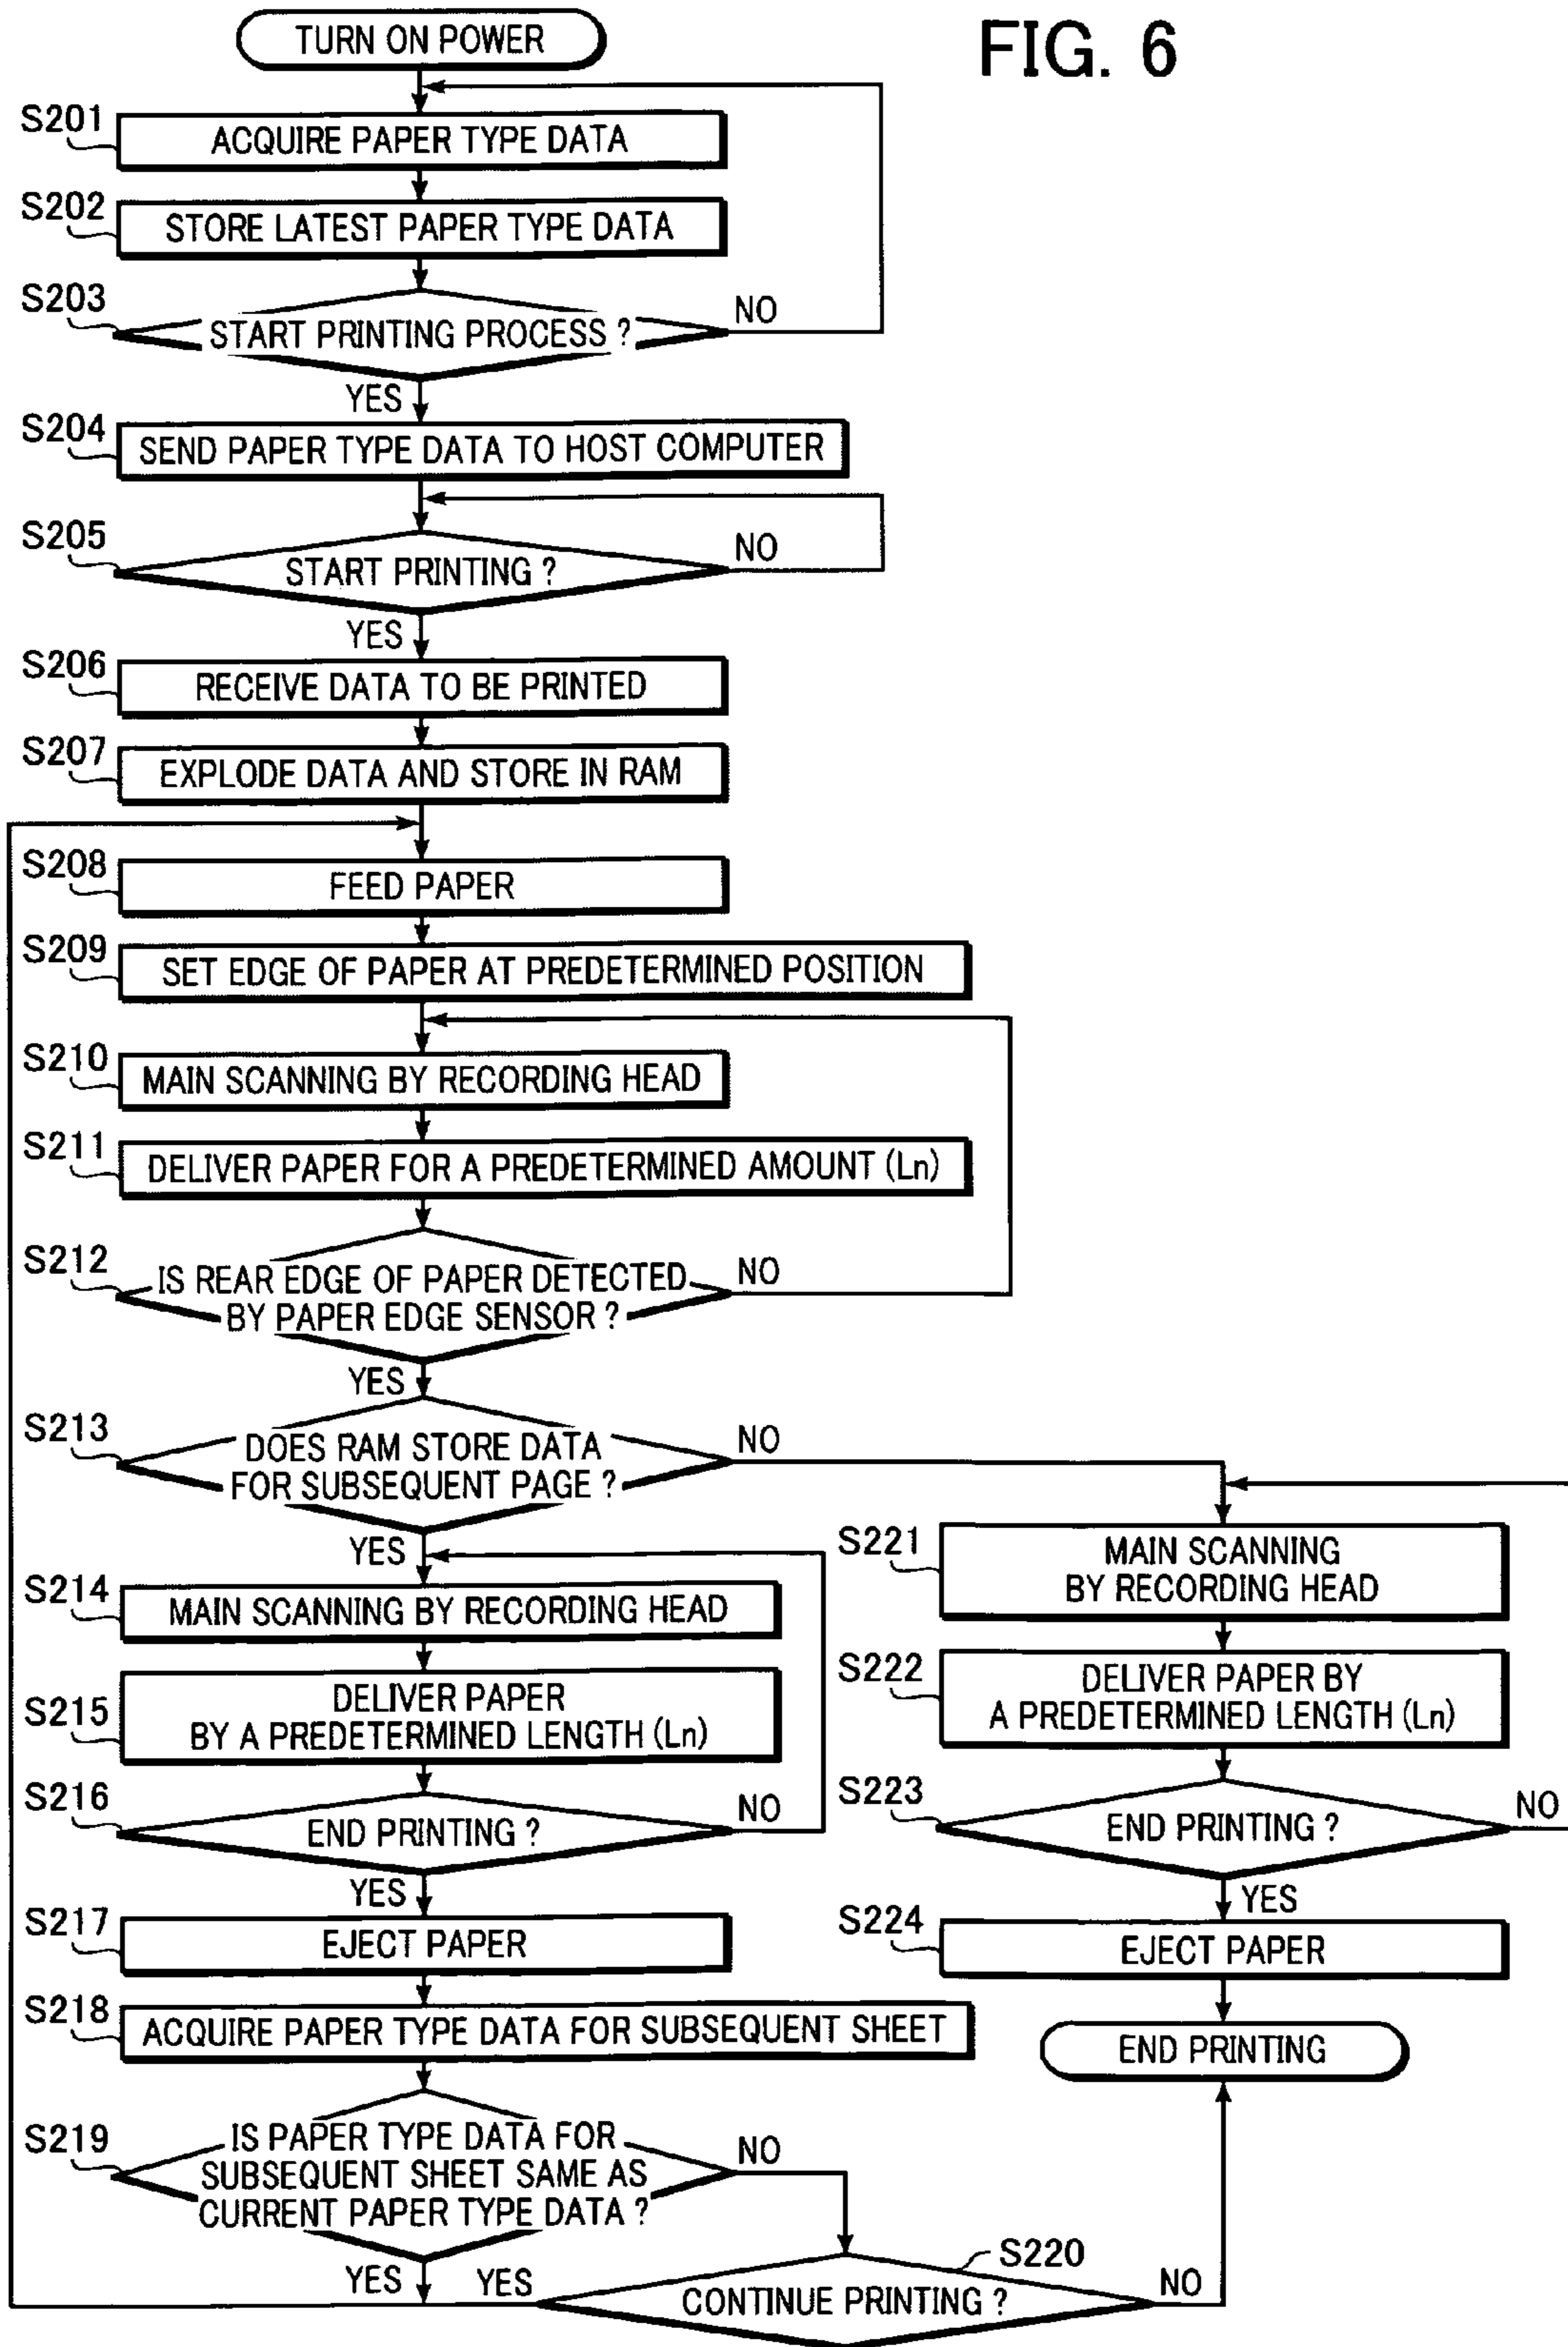 FIG. 6
TURN ON POWER
S201
ACQUIRE PAPER TYPE DATA
S202
STORE LATEST PAPER TYPE DATA
S203
START PRINTING PROCESS ?
NO
YES
S204
SEND PAPER TYPE DATA TO HOST COMPUTER
S205
START PRINTING ?
NO
YES
S206
RECEIVE DATA TO BE PRINTED
S207
EXPLODE DATA AND STORE IN RAM
S208
FEED PAPER
S209
SET EDGE OF PAPER AT PREDETERMINED POSITION
S210
MAIN SCANNING BY RECORDING HEAD
S211
DELIVER PAPER FOR A PREDETERMINED AMOUNT (Ln)
S212
IS REAR EDGE OF PAPER DETECTED
BY PAPER EDGE SENSOR ?
NO
YES
S213
DOES RAM STORE DATA
FOR SUBSEQUENT PAGE ?
NO
YES
S214
MAIN SCANNING BY RECORDING HEAD
S215
DELIVER PAPER
BY A PREDETERMINED LENGTH (Ln)
S216
END PRINTING ?
NO
YES
S217
EJECT PAPER
S218
ACQUIRE PAPER TYPE DATA FOR SUBSEQUENT SHEET
S219
IS PAPER TYPE DATA FOR
SUBSEQUENT SHEET SAME AS
CURRENT PAPER TYPE DATA ?
NO
YES
S220
CONTINUE PRINTING ?
YES
NO
S221
MAIN SCANNING
BY RECORDING HEAD
S222
DELIVER PAPER BY
A PREDETERMINED LENGTH (Ln)
S223
END PRINTING ?
NO
YES
S224
EJECT PAPER
END PRINTING